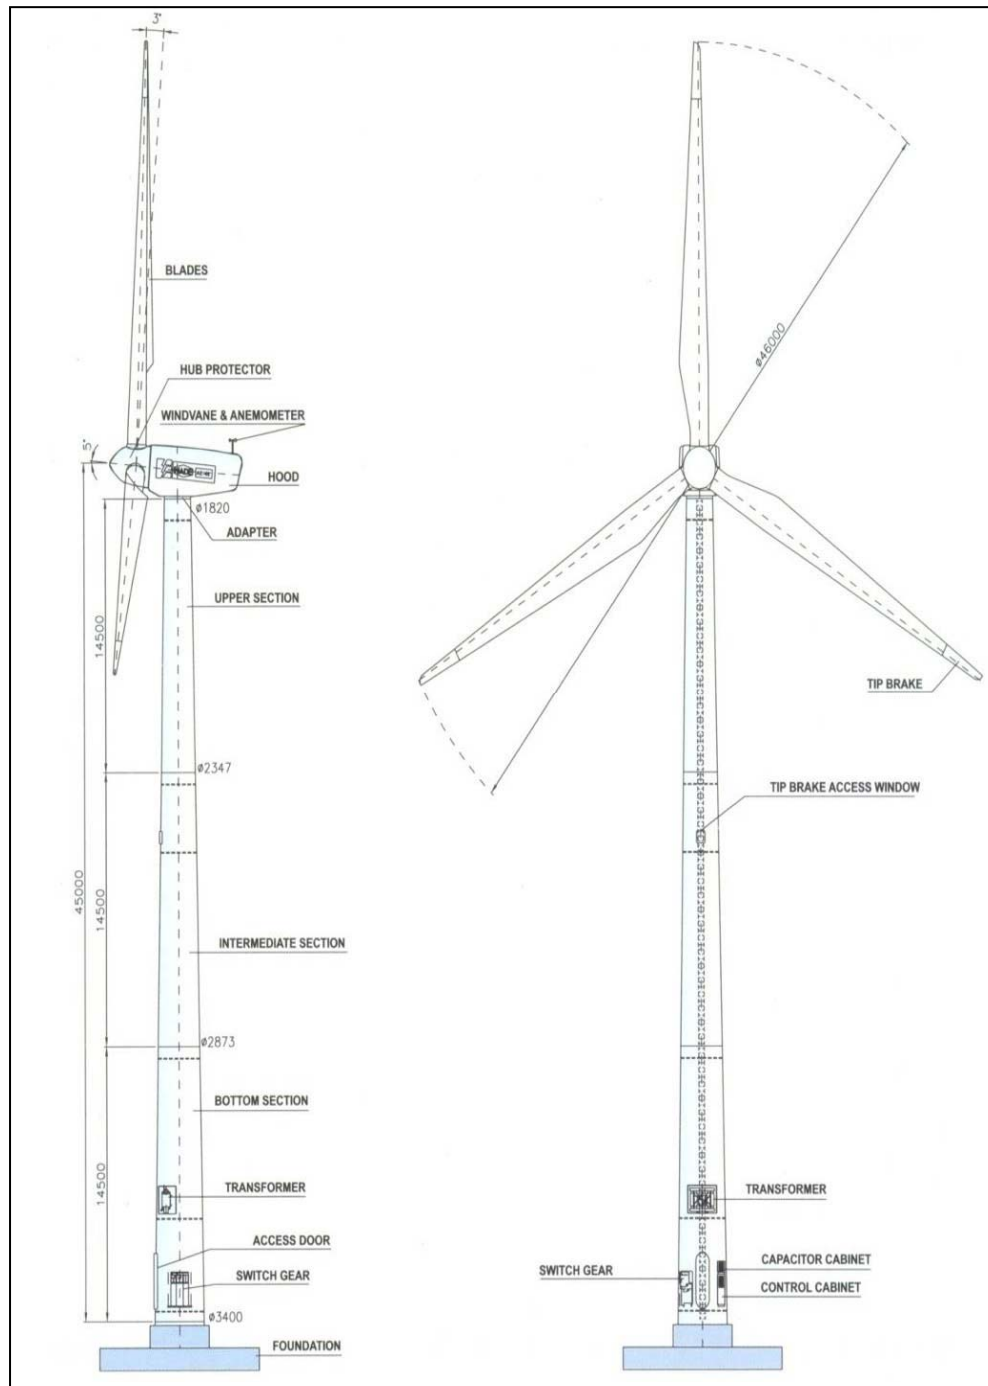 3°
BLADES
HUB PROTECTOR
WINDVANE & ANEMOMETER
5°
MADE
HOOD
ø1820
ADAPTER
UPPER SECTION
14500
ø2347
45000
14500
INTERMEDIATE SECTION
ø2873
BOTTOM SECTION
14500
TRANSFORMER
ACCESS DOOR
SWITCH GEAR
ø3400
FOUNDATION
ø46000
TIP BRAKE
TIP BRAKE ACCESS WINDOW
TRANSFORMER
SWITCH GEAR
CAPACITOR CABINET
CONTROL CABINET